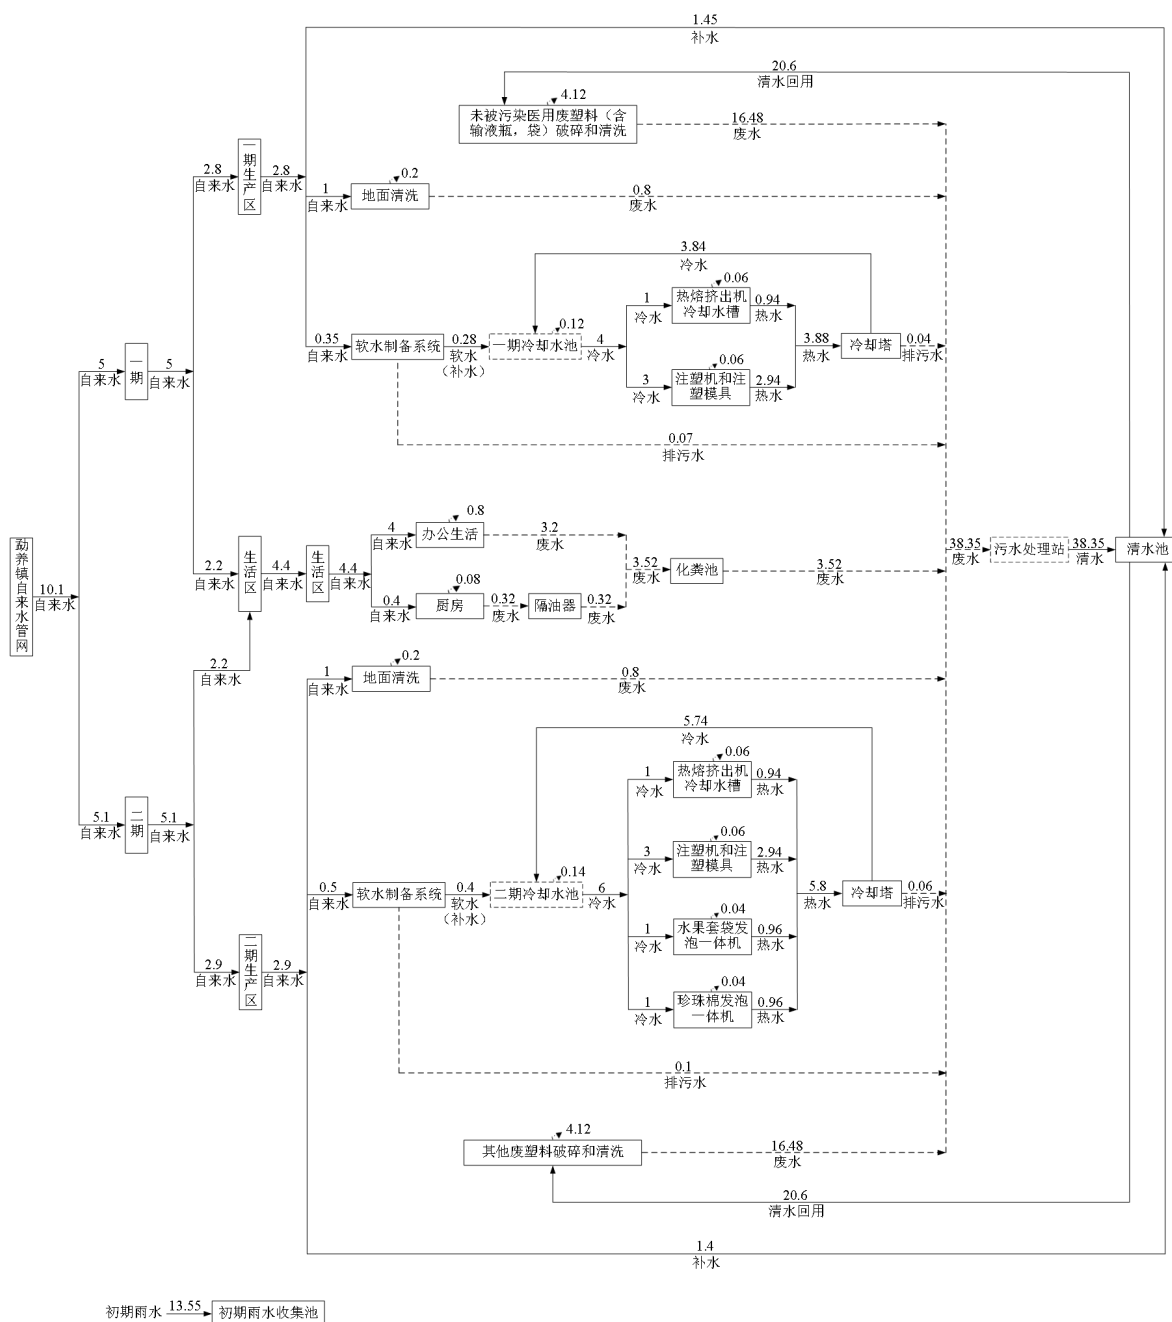 1.45
补水
20.6
清水回用
4.12
未被污染医用废塑料（含
输液瓶，袋）破碎和清洗
16.48
废水
一期生产区
2.8
自来水
2.8
自来水
1
自来水
0.2
地面清洗
0.8
废水
3.84
冷水
0.06
热熔挤出机
冷却水槽
1
冷水
0.94
热水
0.35
自来水
软水制备系统
0.28
软水
（补水）
0.12
一期冷却水池
4
冷水
3.88
热水
冷却塔
0.04
排污水
0.06
注塑机和注
塑模具
3
冷水
2.94
热水
5
自来水
一期
5
自来水
0.07
排污水
勐养镇自来水管网
10.1
自来水
2.2
自来水
生活区
4.4
自来水
生活区
4.4
自来水
4
自来水
0.8
办公生活
3.2
废水
0.4
自来水
0.08
厨房
0.32
废水
隔油器
0.32
废水
3.52
废水
化粪池
3.52
废水
38.35
废水
污水处理站
38.35
清水
清水池
2.2
自来水
1
自来水
0.2
地面清洗
0.8
废水
5.74
冷水
0.06
热熔挤出机
冷却水槽
1
冷水
0.94
热水
5.1
自来水
二期
5.1
自来水
0.06
注塑机和注
塑模具
3
冷水
2.94
热水
0.5
自来水
软水制备系统
0.4
软水
（补水）
0.14
二期冷却水池
6
冷水
5.8
热水
冷却塔
0.06
排污水
0.04
水果套袋发
泡一体机
1
冷水
0.96
热水
2.9
自来水
二期生产区
2.9
自来水
0.04
珍珠棉发泡
一体机
1
冷水
0.96
热水
0.1
排污水
4.12
其他废塑料破碎和清洗
16.48
废水
20.6
清水回用
1.4
补水
初期雨水
13.55
初期雨水收集池